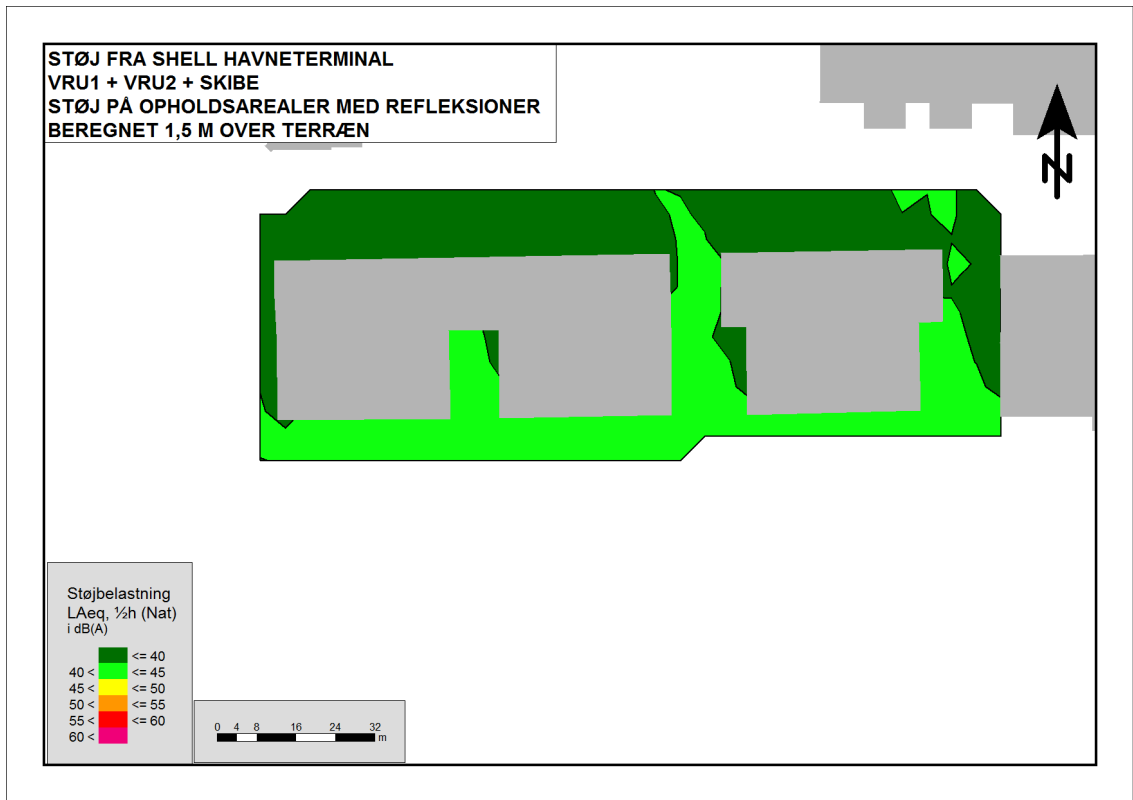 STØJ FRA SHELL HAVNETERMINAL
VRU1 + VRU2 + SKIBE
STØJ PÅ OPHOLDSAREALER MED REFLEKSIONER
BEREGNET 1,5 M OVER TERRÆN
N
Støjbelastning
LAeq, ½h (Nat)
i dB(A)
<= 40
40 < <= 45
45 < <= 50
50 < <= 55
55 < <= 60
60 <
0 4 8 16 24 32
m